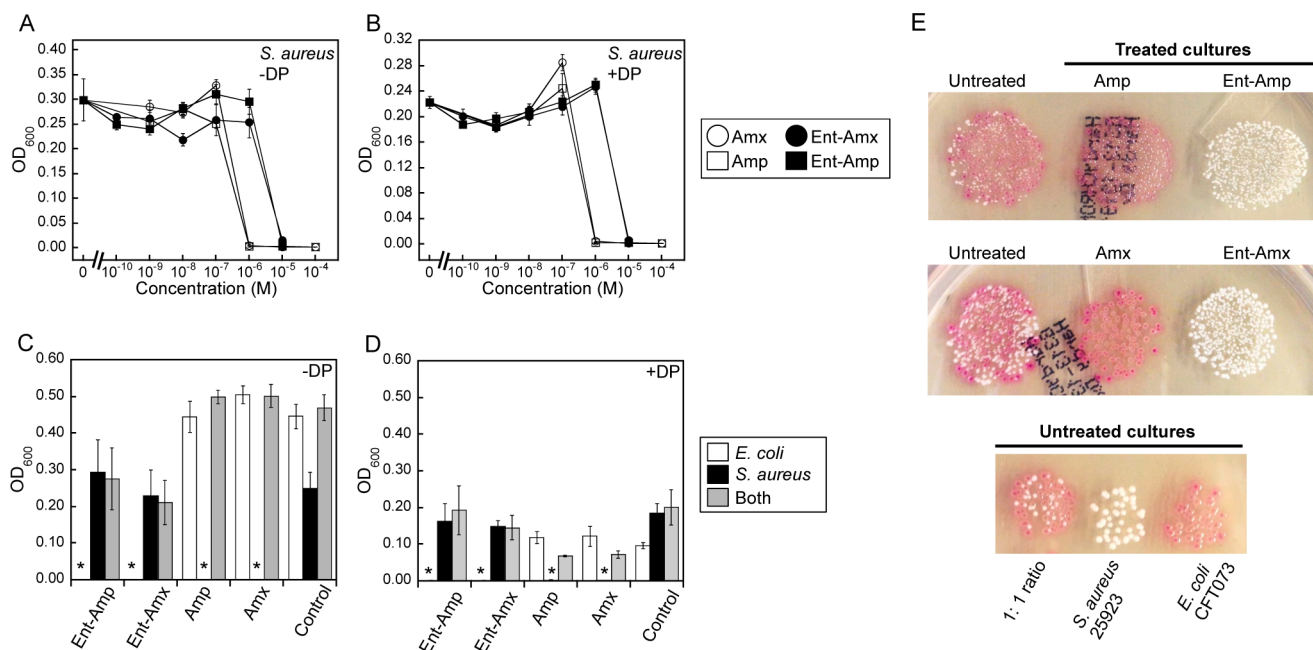 A
S. aureus
-DP
OD600
0.40
0.35
0.30
0.25
0.20
0.15
0.10
0.05
0.00
0 10-10 10-9 10-8 10-7 10-6 10-5 10-4
Concentration (M)
B
S. aureus
+DP
OD600
0.32
0.28
0.24
0.20
0.16
0.12
0.08
0.04
0.00
0 10-10 10-9 10-8 10-7 10-6 10-5 10-4
Concentration (M)
Amx Ent-Amx
Amp Ent-Amp
C
-DP
OD600
0.60
0.50
0.40
0.30
0.20
0.10
0.00
* * * *
Ent-Amp Ent-Amx Amp Amx Control
D
+DP
OD600
0.60
0.50
0.40
0.30
0.20
0.10
0.00
* * * *
Ent-Amp Ent-Amx Amp Amx Control
E. coli
S. aureus
Both
E
Treated cultures
Untreated Amp Ent-Amp
Untreated Amx Ent-Amx
Untreated cultures
1: 1 ratio
S. aureus
25923
E. coli
CFT073